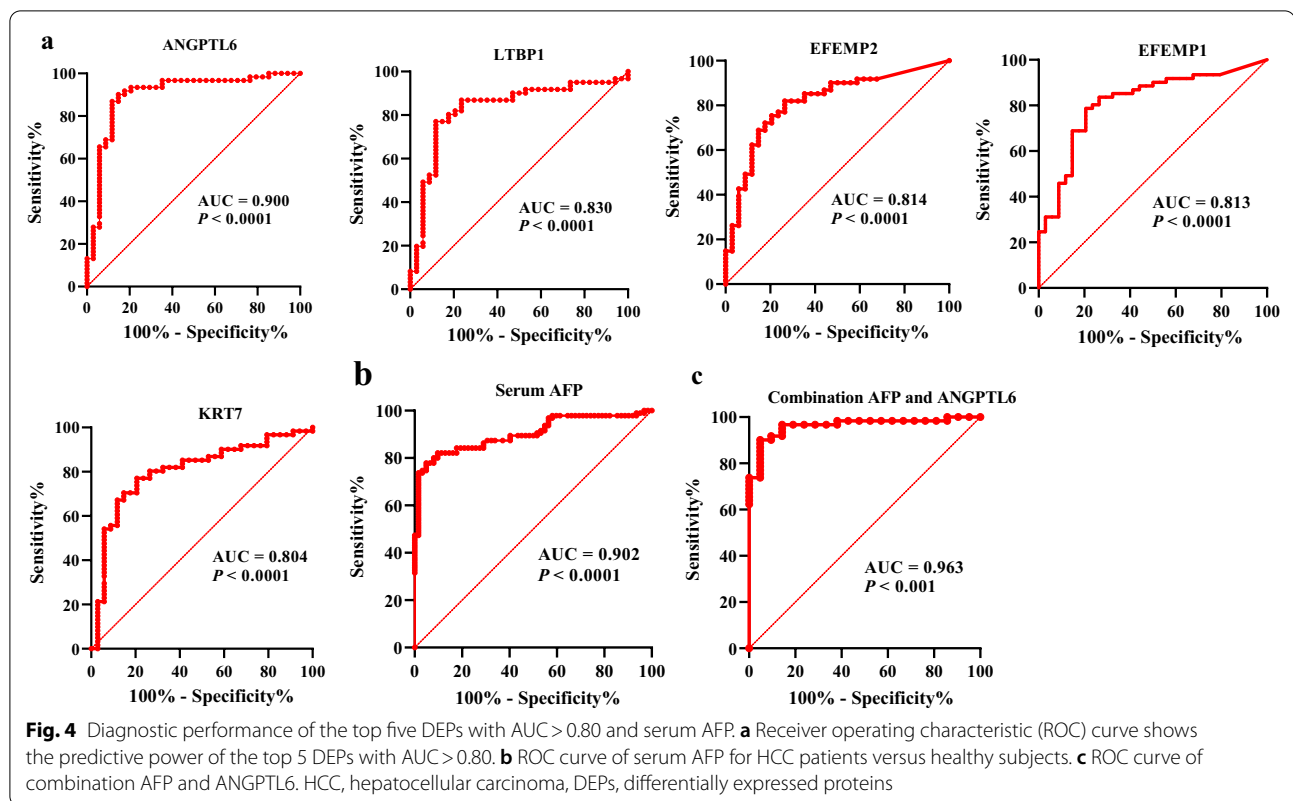 a
ANGPTL6
Sensitivity%
100
80
60
40
20
0
AUC = 0.900
P < 0.0001
0 20 40 60 80 100
100% - Specificity%
LTBP1
Sensitivity%
100
80
60
40
20
0
AUC = 0.830
P < 0.0001
0 20 40 60 80 100
100% - Specificity%
EFEMP2
Sensitivity%
100
80
60
40
20
0
AUC = 0.814
P < 0.0001
0 20 40 60 80 100
100% - Specificity%
EFEMP1
Sensitivity%
100
80
60
40
20
0
AUC = 0.813
P < 0.0001
0 20 40 60 80 100
100% - Specificity%
KRT7
Sensitivity%
100
80
60
40
20
0
AUC = 0.804
P < 0.0001
0 20 40 60 80 100
100% - Specificity%
b
Serum AFP
Sensitivity%
100
80
60
40
20
0
AUC = 0.902
P < 0.0001
0 20 40 60 80 100
100% - Specificity%
c
Combination AFP and ANGPTL6
Sensitivity%
100
80
60
40
20
0
AUC = 0.963
P < 0.001
0 20 40 60 80 100
100% - Specificity%
Fig. 4 Diagnostic performance of the top five DEPs with AUC > 0.80 and serum AFP. a Receiver operating characteristic (ROC) curve shows
the predictive power of the top 5 DEPs with AUC > 0.80. b ROC curve of serum AFP for HCC patients versus healthy subjects. c ROC curve of
combination AFP and ANGPTL6. HCC, hepatocellular carcinoma, DEPs, differentially expressed proteins